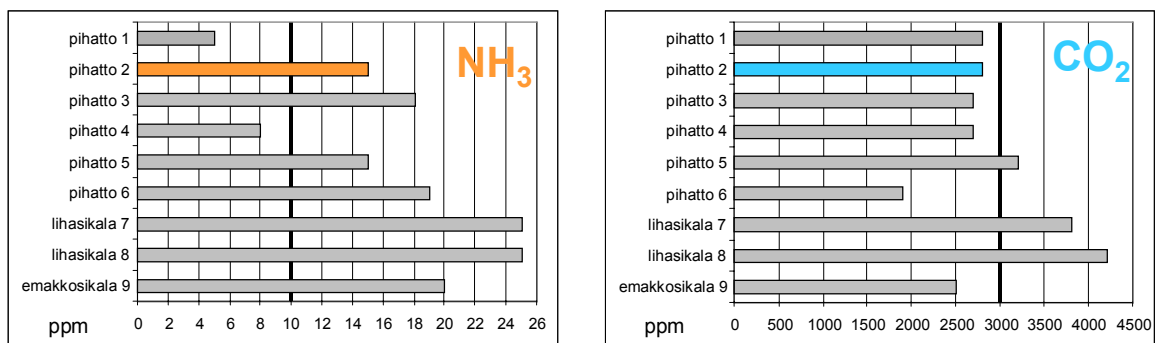 pihatto 1
pihatto 2
pihatto 3
pihatto 4
pihatto 5
pihatto 6
lihasikala 7
lihasikala 8
emakkosikala 9
NH3
ppm
0 2 4 6 8 10 12 14 16 18 20 22 24 26
pihatto 1
pihatto 2
pihatto 3
pihatto 4
pihatto 5
pihatto 6
lihasikala 7
lihasikala 8
emakkosikala 9
CO2
ppm
0 500 1000 1500 2000 2500 3000 3500 4000 4500